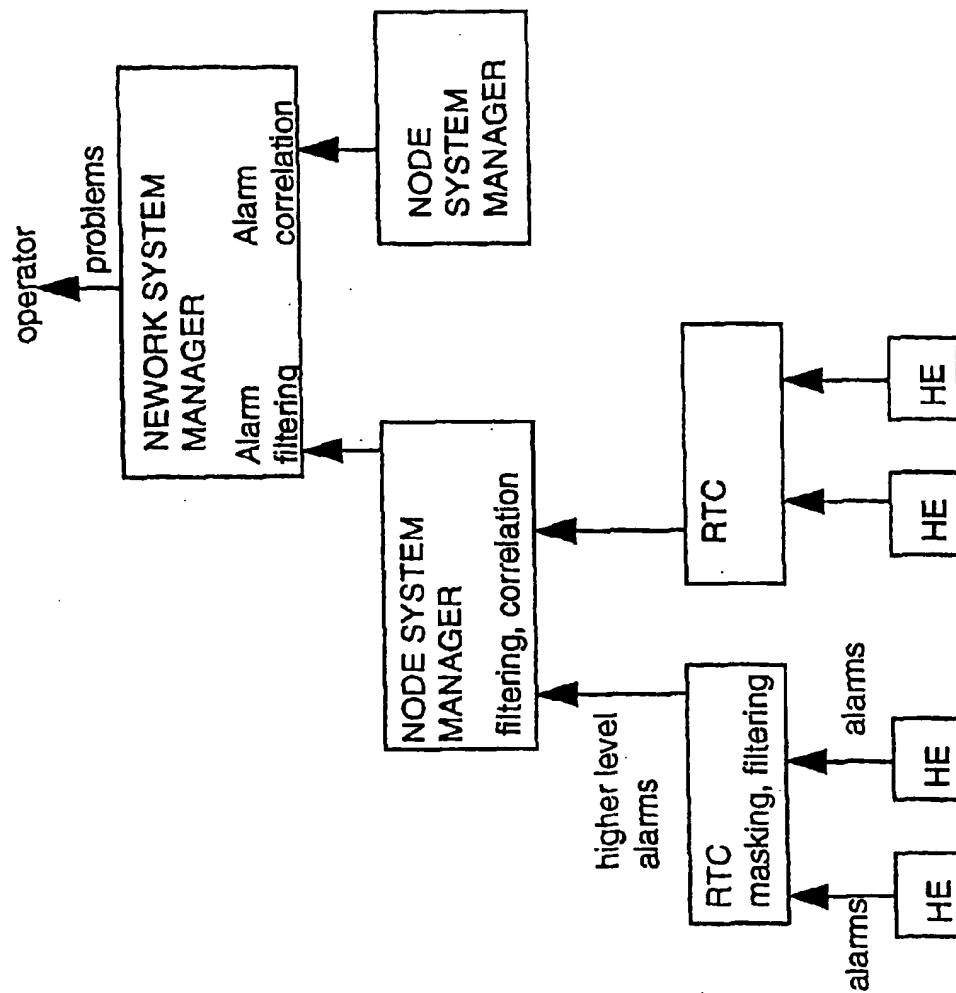 operator
problems
NEWORK SYSTEM
MANAGER
Alarm
filtering
Alarm
correlation
NODE
SYSTEM
MANAGER
NODE SYSTEM
MANAGER
filtering, correlation
higher level
alarms
RTC
masking, filtering
RTC
alarms
alarms
HE
HE
HE
HE